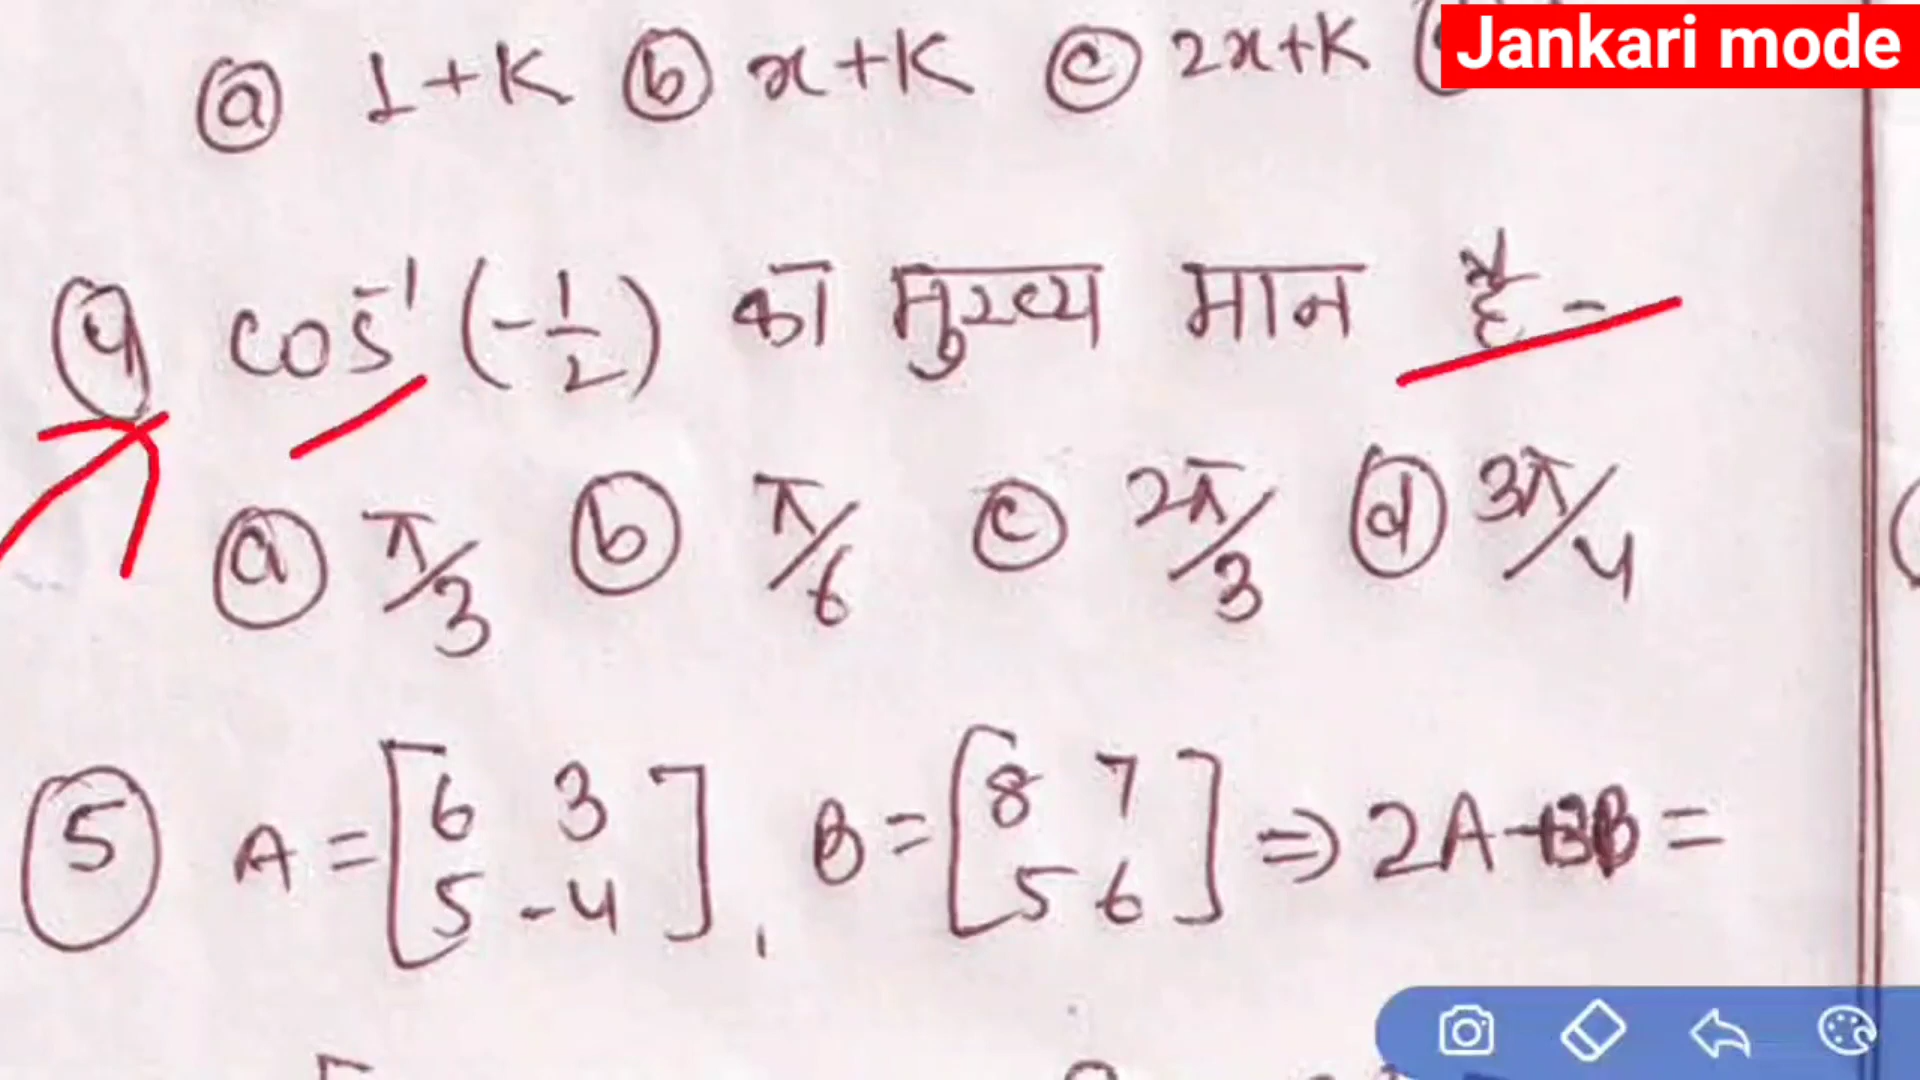 Jankari mode
ⓐ 1+K ⓑ x+K ⓒ 2x+K
④ cos⁻¹(-1/2) का मुख्य मान है -
ⓐ π/3 ⓑ π/6 ⓒ 2π/3 ⓓ 3π/4
⑤ A = [6 3
5 -4], B = [8 7
5 6] ⇒ 2A B =